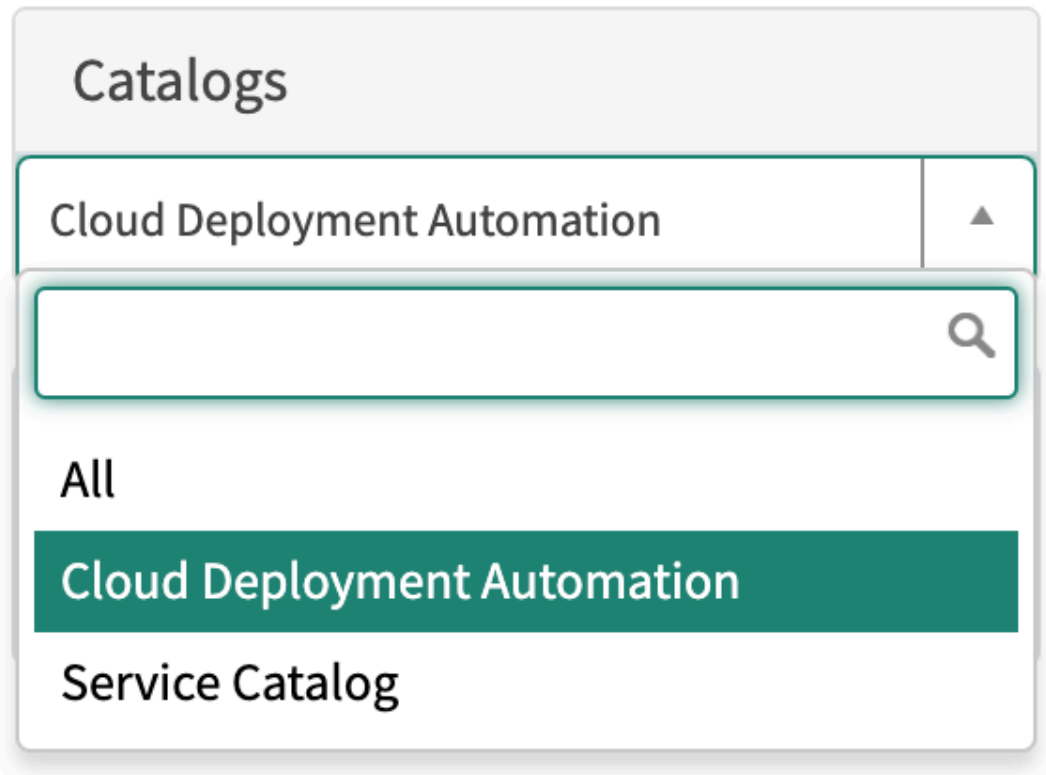 Catalogs
Cloud Deployment Automation
All
Cloud Deployment Automation
Service Catalog